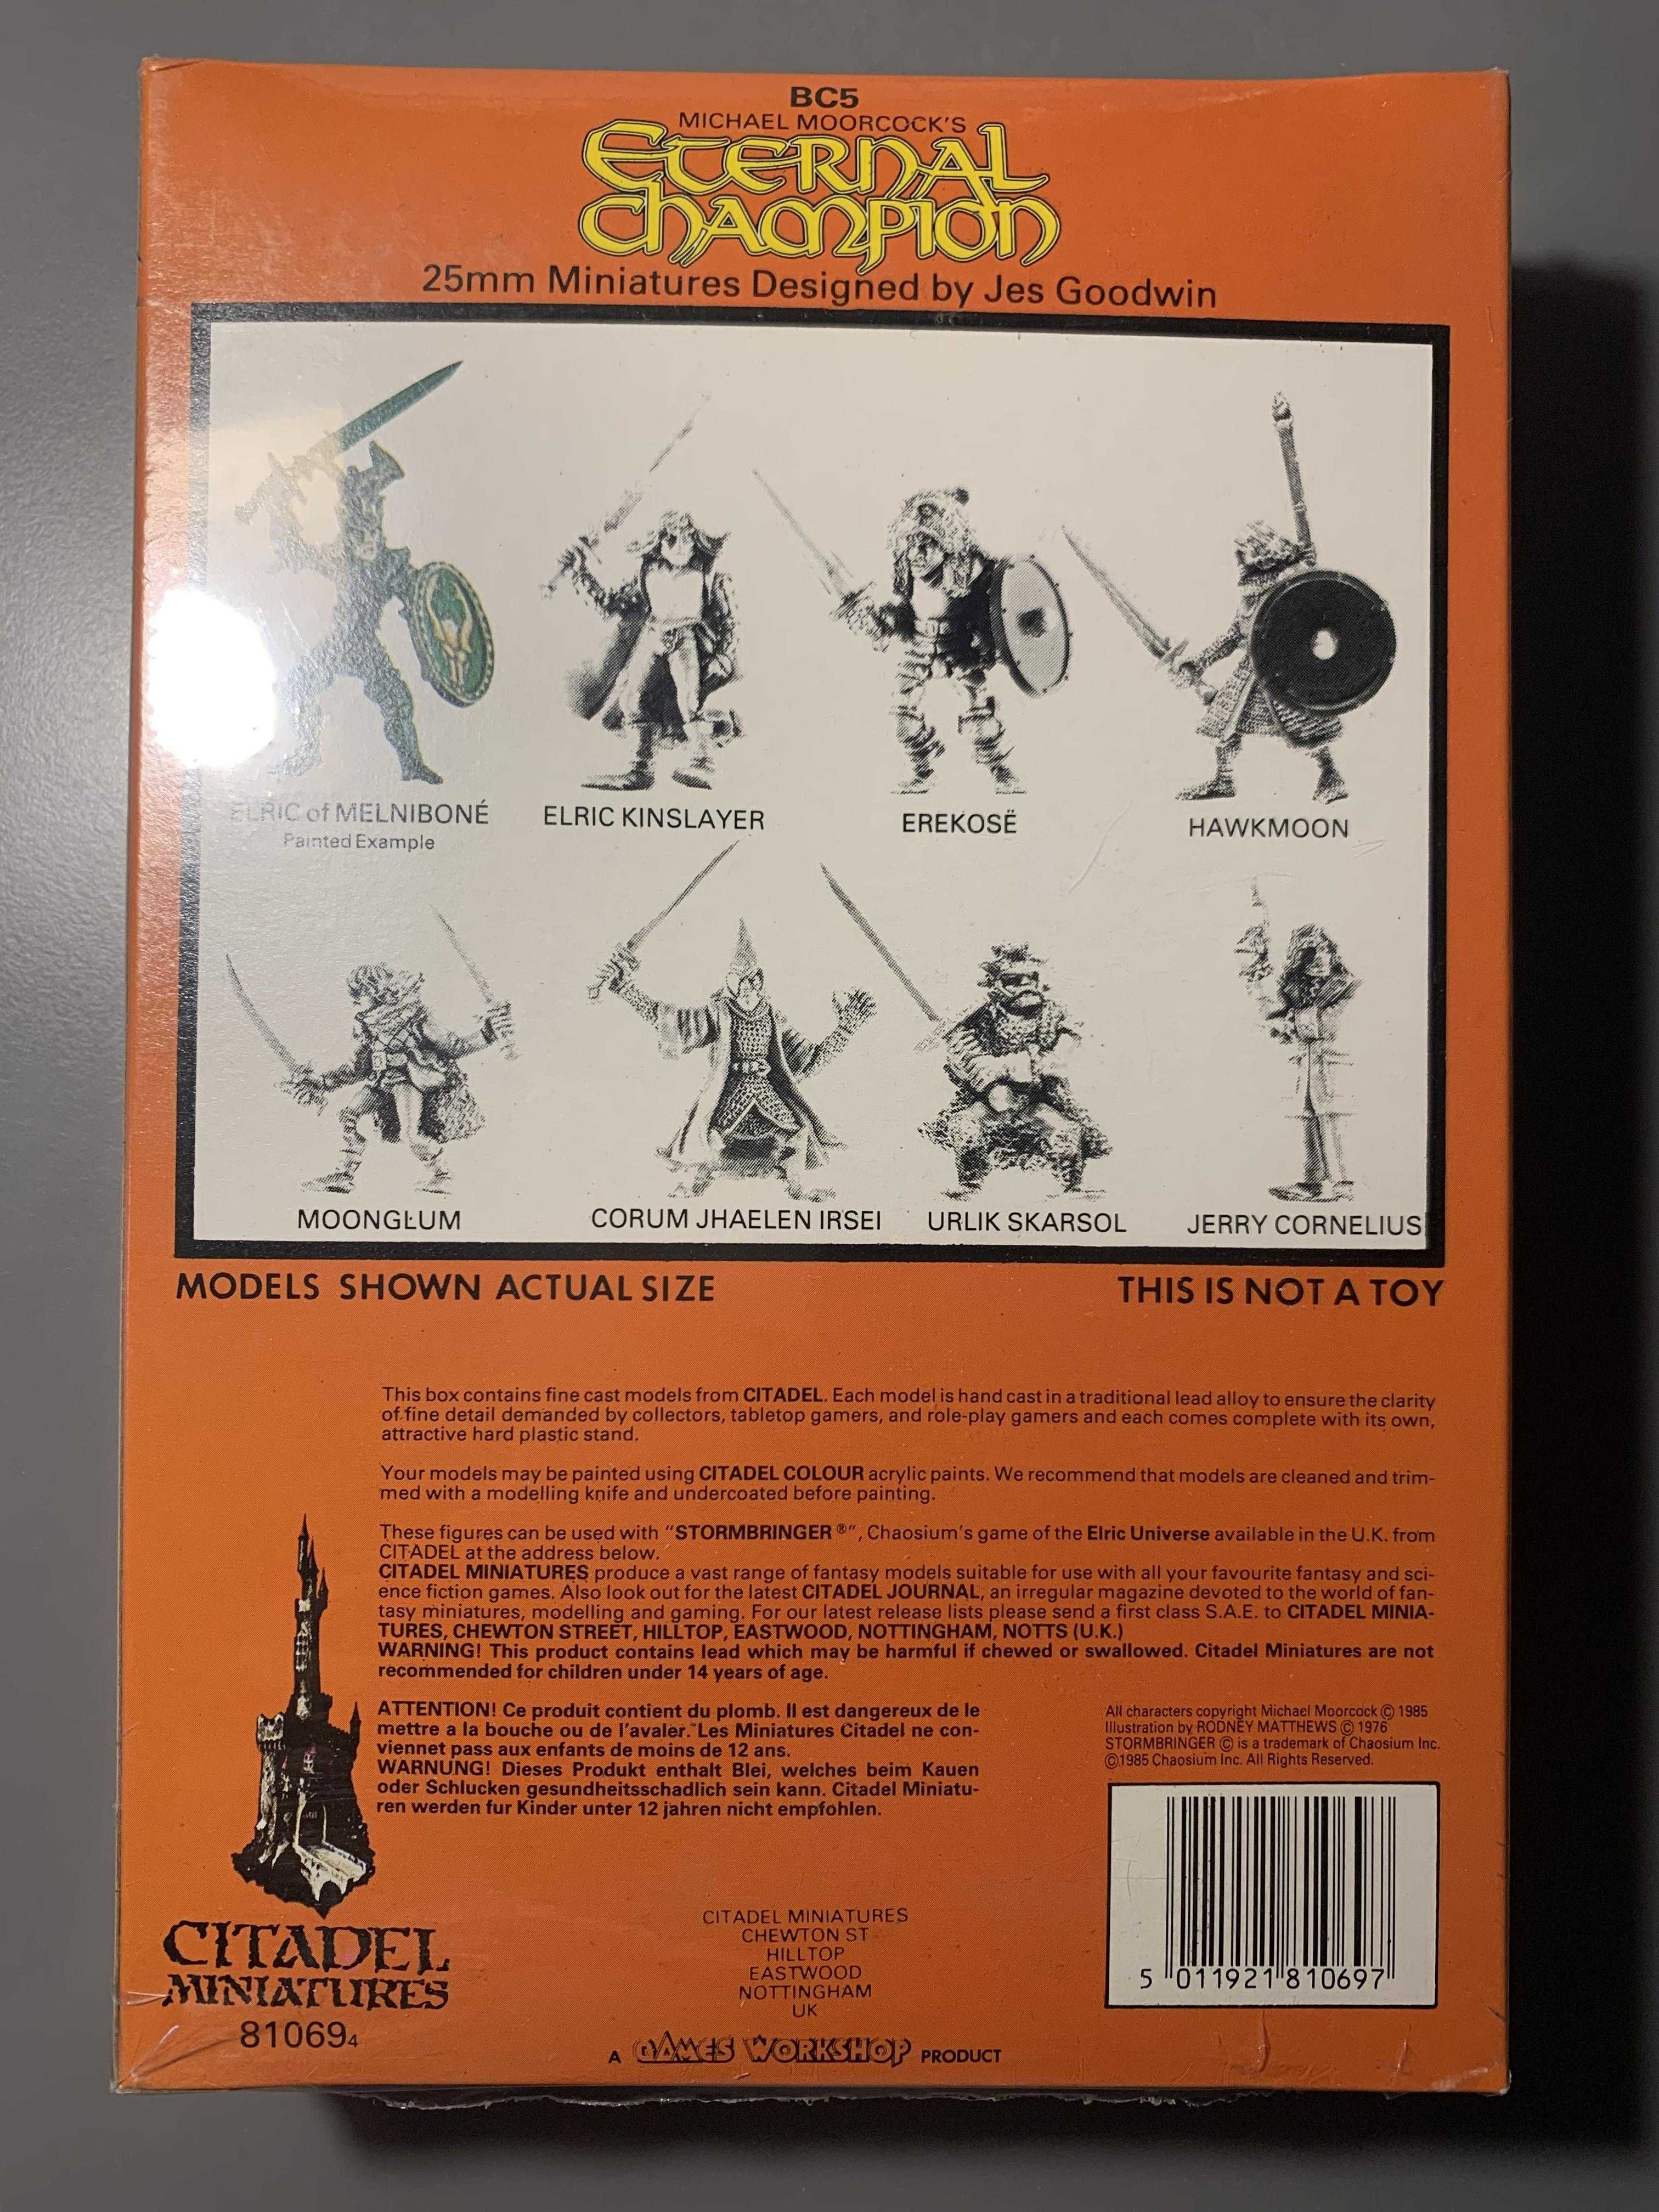 BC5
MICHAEL MOORCOCK'S
ETERNAL
CHAMPION
25mm Miniatures Designed by Jes Goodwin
ELRIC of MELNIBONÉ
Painted Example
ELRIC KINSLAYER
EREKOSË
HAWKMOON
MOONGLUM
CORUM JHAELEN IRSEI
URLIK SKARSOL
JERRY CORNELIUS
MODELS SHOWN ACTUAL SIZE
THIS IS NOT A TOY
This box contains fine cast models from CITADEL. Each model is hand cast in a traditional lead alloy to ensure the clarity
of fine detail demanded by collectors, tabletop gamers, and role-play gamers and each comes complete with its own,
attractive hard plastic stand.
Your models may be painted using CITADEL COLOUR acrylic paints. We recommend that models are cleaned and trim-
med with a modelling knife and undercoated before painting.
These figures can be used with "STORMBRINGER ®", Chaosium's game of the Elric Universe available in the U.K. from
CITADEL at the address below.
CITADEL MINIATURES produce a vast range of fantasy models suitable for use with all your favourite fantasy and sci-
ence fiction games. Also look out for the latest CITADEL JOURNAL, an irregular magazine devoted to the world of fan-
tasy miniatures, modelling and gaming. For our latest release lists please send a first class S.A.E. to CITADEL MINIA-
TURES, CHEWTON STREET, HILLTOP, EASTWOOD, NOTTINGHAM, NOTTS (U.K.)
WARNING! This product contains lead which may be harmful if chewed or swallowed. Citadel Miniatures are not
recommended for children under 14 years of age.
ATTENTION! Ce produit contient du plomb. Il est dangereux de le
mettre a la bouche ou de l'avaler. Les Miniatures Citadel ne con-
viennet pass aux enfants de moins de 12 ans.
WARNUNG! Dieses Produkt enthalt Blei, welches beim Kauen
oder Schlucken gesundheitsschadlich sein kann. Citadel Miniatu-
ren werden fur Kinder unter 12 jahren nicht empfohlen.
All characters copyright Michael Moorcock © 1985
Illustration by RODNEY MATTHEWS © 1976
STORMBRINGER © is a trademark of Chaosium Inc.
©1985 Chaosium Inc. All Rights Reserved.
CITADEL
MINIATURES
81069₄
CITADEL MINIATURES
CHEWTON ST
HILLTOP
EASTWOOD
NOTTINGHAM
UK
A GAMES WORKSHOP PRODUCT
5 011921 810697